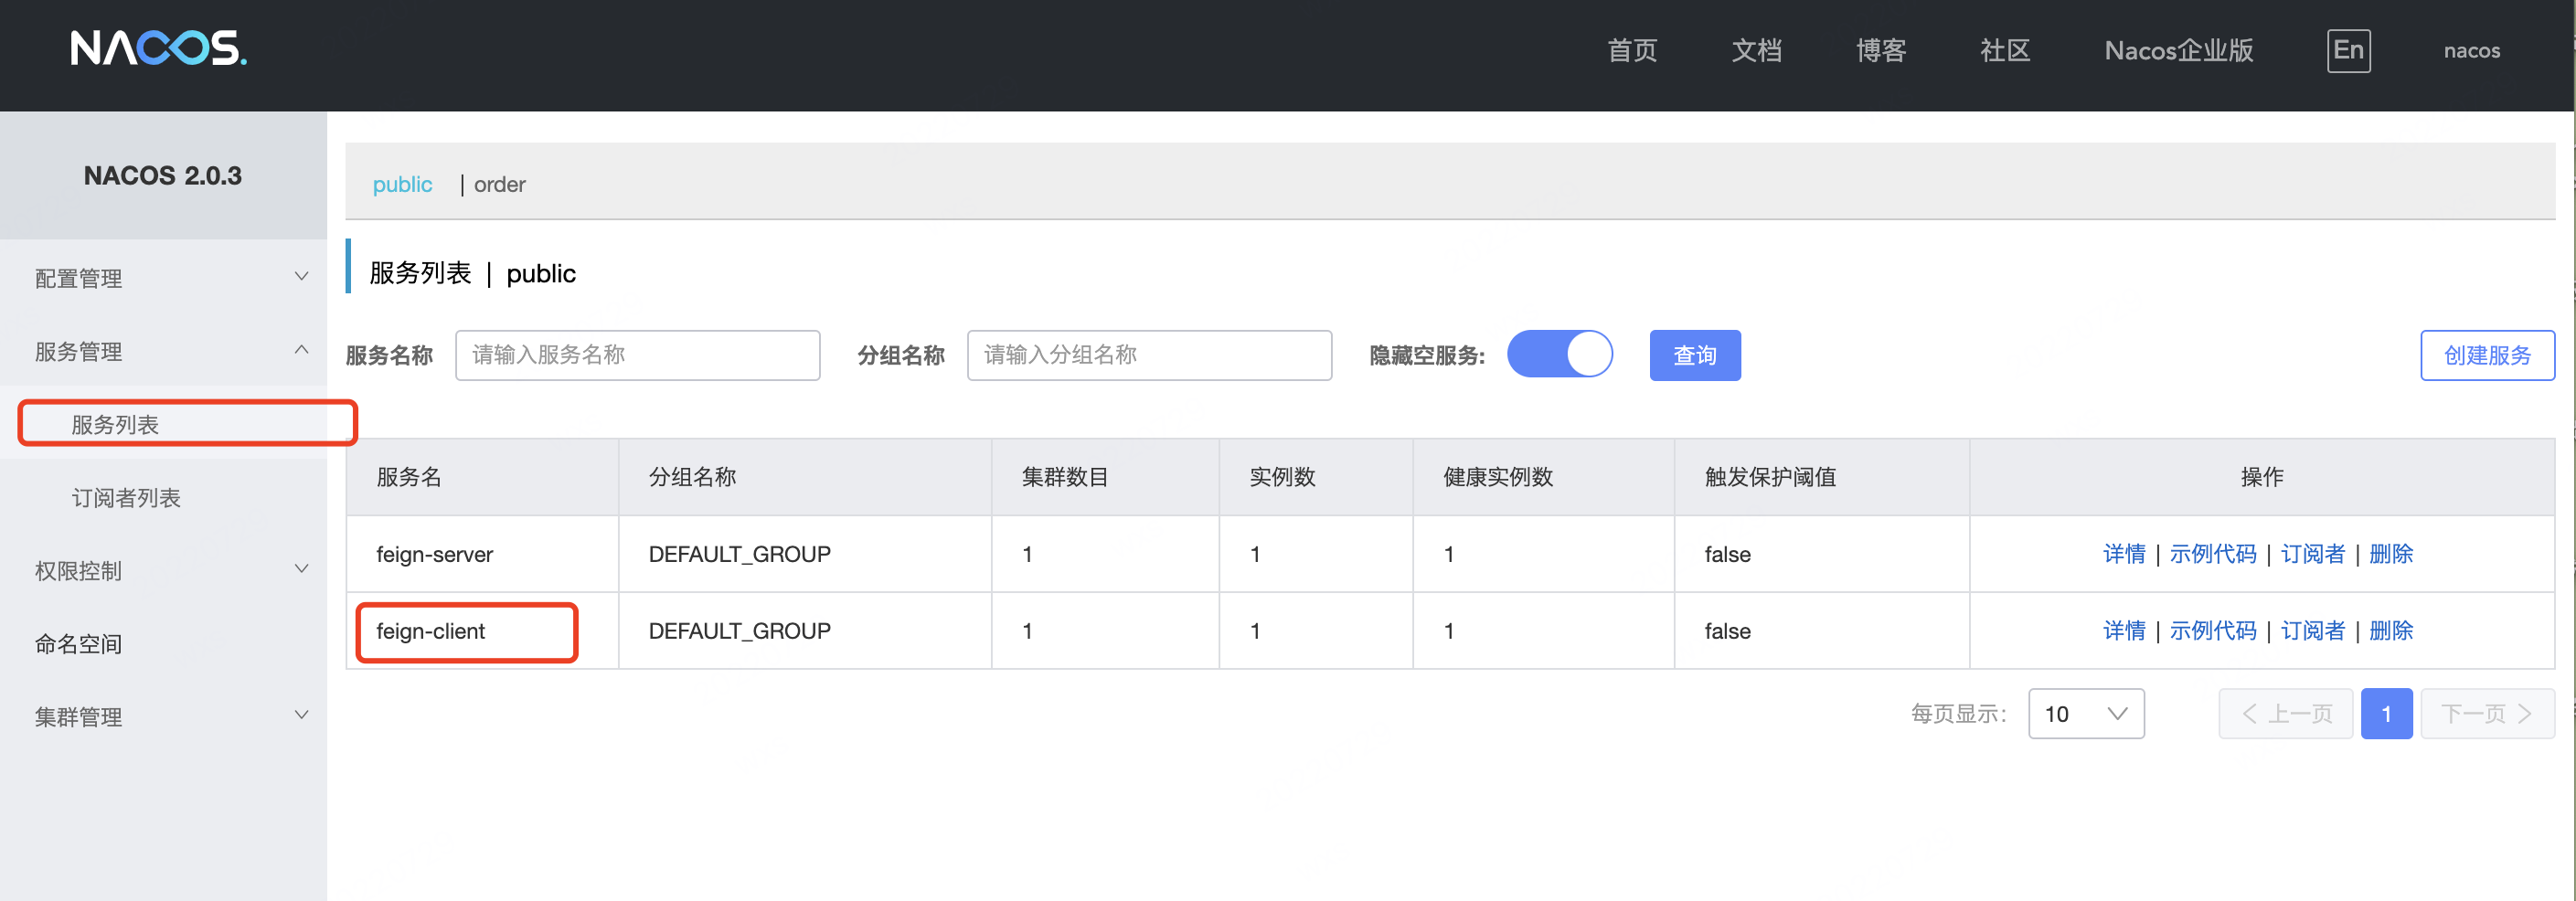 NACOS.
首页 文档 博客 社区 Nacos企业版 En nacos
NACOS 2.0.3
配置管理
服务管理
服务列表
订阅者列表
权限控制
命名空间
集群管理
public | order
服务列表 | public
服务名称 请输入服务名称 分组名称 请输入分组名称 隐藏空服务: 查询 创建服务
服务名 分组名称 集群数目 实例数 健康实例数 触发保护阈值 操作
feign-server DEFAULT_GROUP 1 1 1 false 详情 | 示例代码 | 订阅者 | 删除
feign-client DEFAULT_GROUP 1 1 1 false 详情 | 示例代码 | 订阅者 | 删除
每页显示: 10 上一页 1 下一页